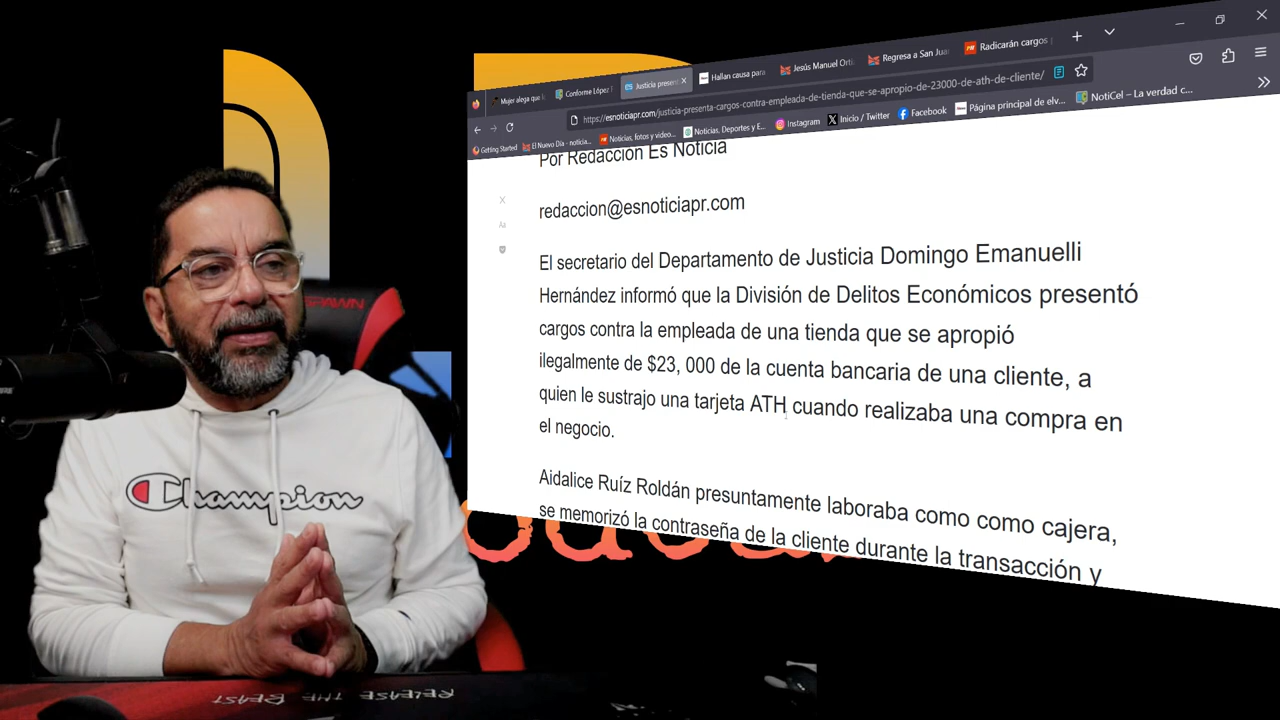 Mujer alega que l
Conforme López
Justicia present
Hallan causa para
Jesús Manuel Orti
Regresa a San Jua
Radicarán cargos
https://esnoticiapr.com/justicia-presenta-cargos-contra-empleada-de-tienda-que-se-apropio-de-23000-de-ath-de-cliente/
Getting Started
El Nuevo Día - noticia...
Noticias, fotos y video...
Noticias, Deportes y E...
Instagram
Inicio / Twitter
Facebook
Página principal de elv...
NotiCel – La verdad c...
Por Redacción Es Noticia
redaccion@esnoticiapr.com
El secretario del Departamento de Justicia Domingo Emanuelli
Hernández informó que la División de Delitos Económicos presentó
cargos contra la empleada de una tienda que se apropió
ilegalmente de $23, 000 de la cuenta bancaria de una cliente, a
quien le sustrajo una tarjeta ATH cuando realizaba una compra en
el negocio.
Aidalice Ruíz Roldán presuntamente laboraba como como cajera,
se memorizó la contraseña de la cliente durante la transacción y
SPAWN
Champion
RELEASE THE BEAST